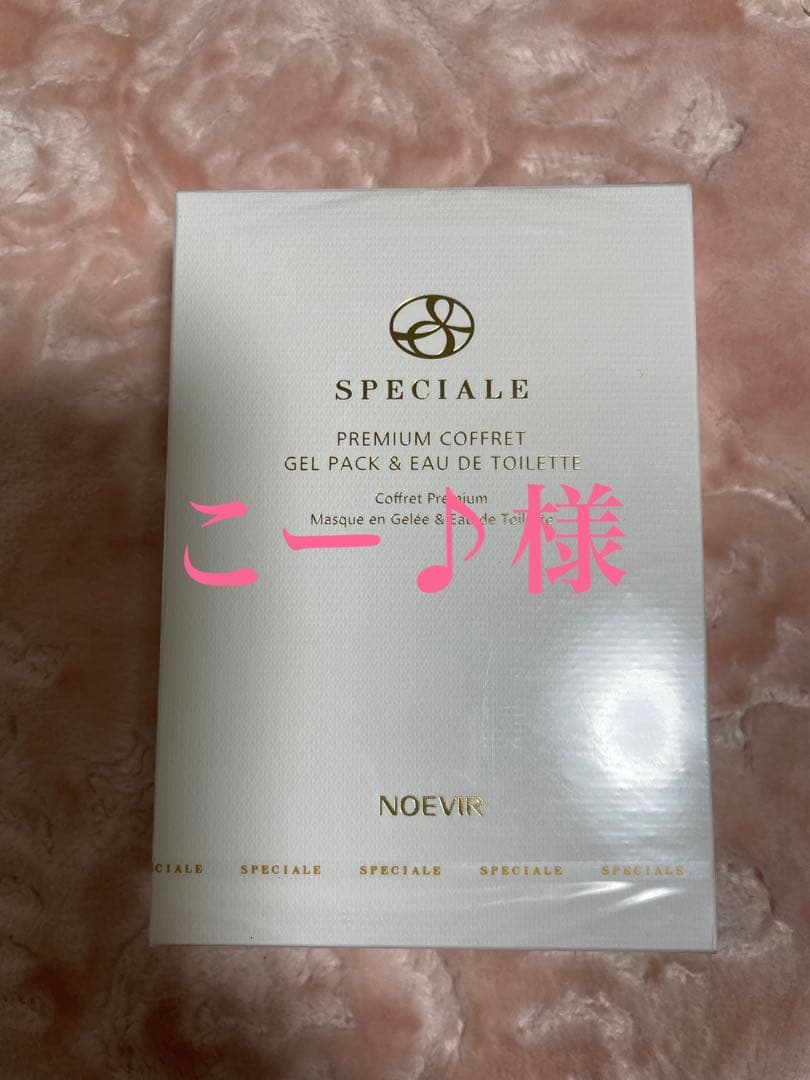 SPECIALE
PREMIUM COFFRET
GEL PACK & EAU DE TOILETTE
Coffret Premium
Masque en Gelée & Eau de Toilette
こー♪様
NOEVIR
CIALE SPECIALE SPECIALE SPECIALE SPECIALE